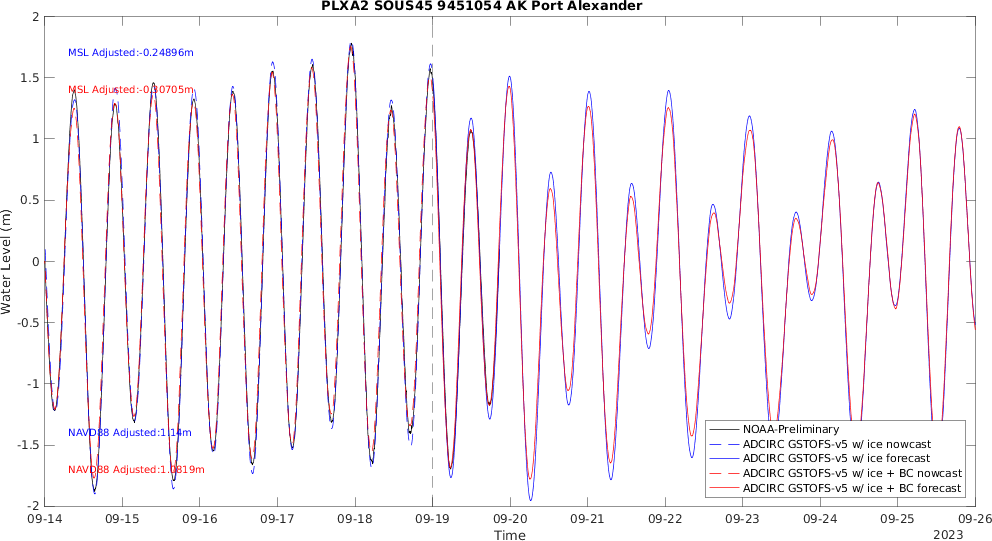 PLXA2 SOUS45 9451054 AK Port Alexander
2
1.5
1
0.5
0
-0.5
-1
-1.5
-2
Water Level (m)
MSL Adjusted:-0.24896m
MSL Adjusted:-0.30705m
NAVD88 Adjusted:1.14m
NAVD88 Adjusted:1.0819m
NOAA-Preliminary
ADCIRC GSTOFS-v5 w/ ice nowcast
ADCIRC GSTOFS-v5 w/ ice forecast
ADCIRC GSTOFS-v5 w/ ice + BC nowcast
ADCIRC GSTOFS-v5 w/ ice + BC forecast
09-14 09-15 09-16 09-17 09-18 09-19 09-20 09-21 09-22 09-23 09-24 09-25 09-26
Time
2023